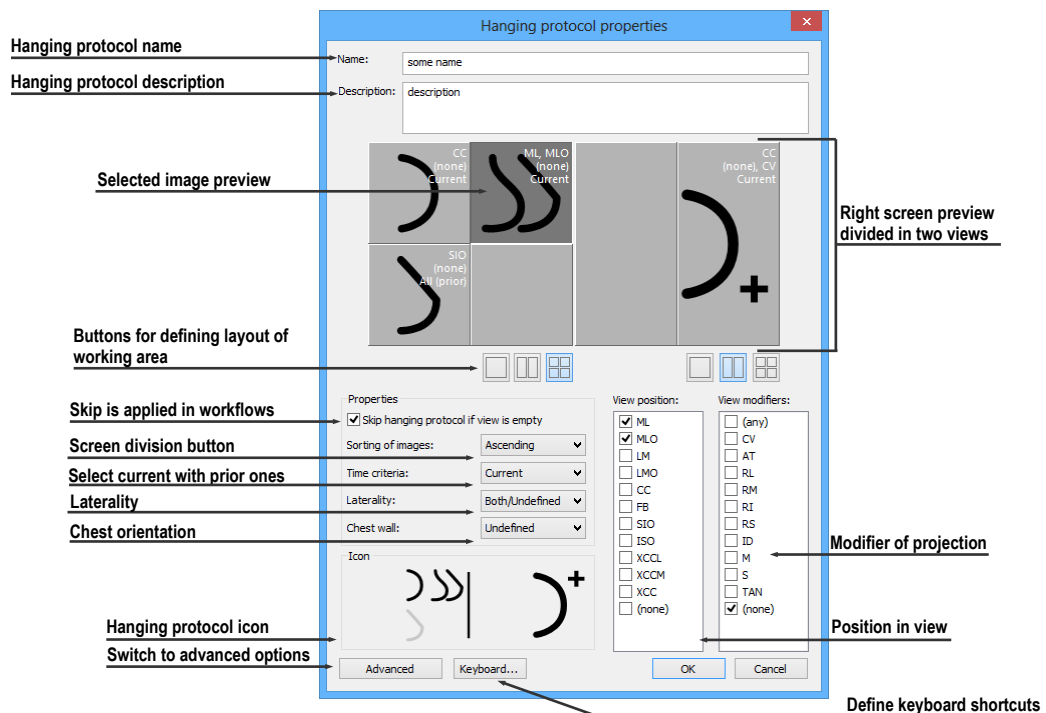 Hanging protocol properties
Hanging protocol name
Name:
some name
Hanging protocol description
Description:
description
CC
(none)
Current
ML, MLO
(none)
Current
CC
(none), CV
Current
Selected image preview
Right screen preview
divided in two views
SIO
(none)
All (prior)
Buttons for defining layout of
working area
Properties
View position:
View modifiers:
Skip is applied in workflows
Skip hanging protocol if view is empty
Screen division button
Sorting of images:
Ascending
Select current with prior ones
Time criteria:
Current
Laterality
Laterality:
Both/Undefined
Chest orientation
Chest wall:
Undefined
ML
MLO
LM
LMO
CC
FB
SIO
ISO
XCCL
XCCM
XCC
(none)
(any)
CV
AT
RL
RM
RI
RS
ID
M
S
TAN
(none)
Modifier of projection
Icon
Hanging protocol icon
Position in view
Switch to advanced options
Advanced
Keyboard...
OK
Cancel
Define keyboard shortcuts